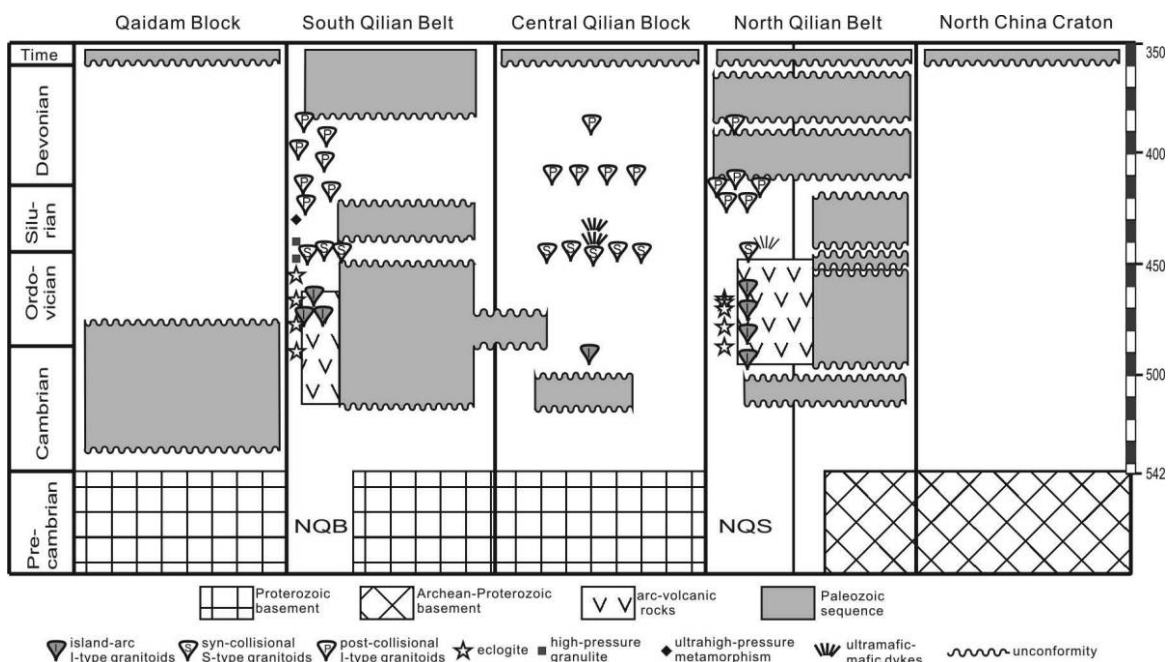 Qaidam Block South Qilian Belt Central Qilian Block North Qilian Belt North China Craton
Time
350
Devonian
400
Silu-
rian
Ordo-
vician
450
Cambrian
500
542
Pre-
cambrian
NQB
NQS
P
P
P
P
P
P
P
S
S
S
I
I
I
P
P
P
P
P
S
S
S
S
S
I
P
P
P
P
P
P
S
I
I
I
I
Proterozoic
basement
Archean-Proterozoic
basement
arc-volcanic
rocks
Paleozoic
sequence
I island-arc
I-type granitoids
S syn-collisional
S-type granitoids
P post-collisional
I-type granitoids
eclogite
high-pressure
granulite
ultrahigh-pressure
metamorphism
ultramafic-
mafic dykes
unconformity